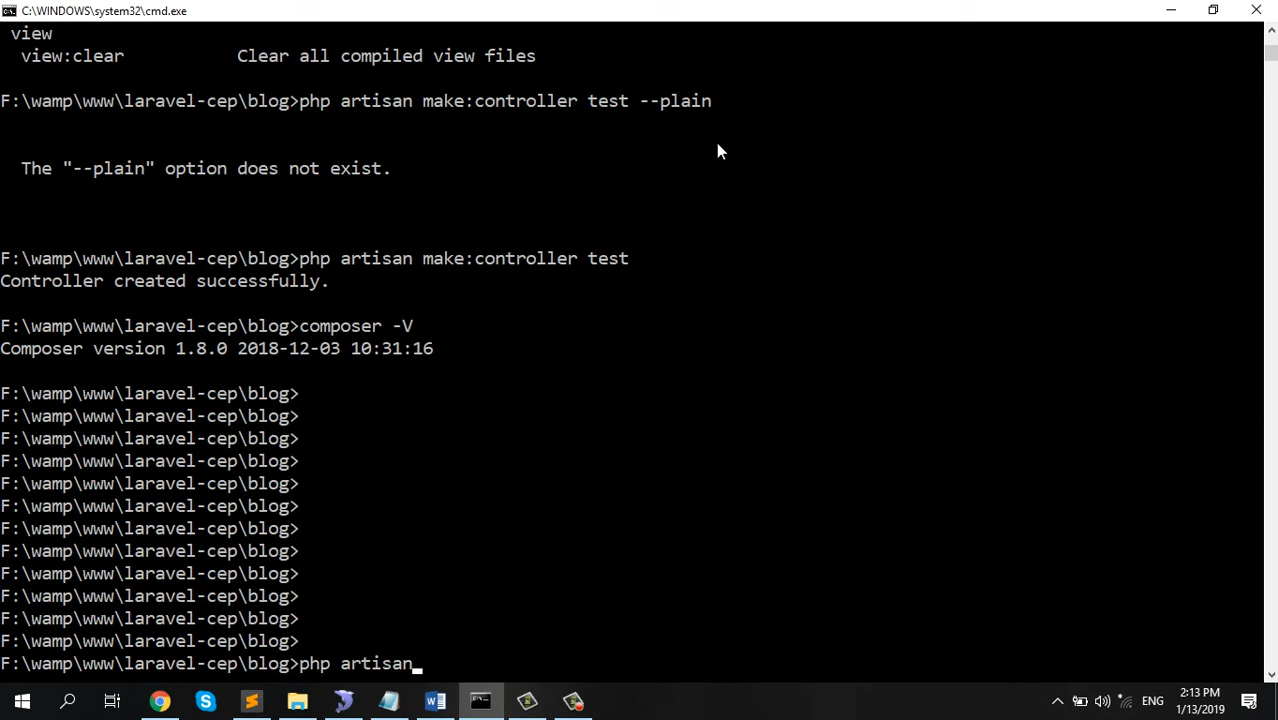 C:\WINDOWS\system32\cmd.exe
view
view:clear Clear all compiled view files
F:\wamp\www\laravel-cep\blog>php artisan make:controller test --plain
The "--plain" option does not exist.
F:\wamp\www\laravel-cep\blog>php artisan make:controller test
Controller created successfully.
F:\wamp\www\laravel-cep\blog>composer -V
Composer version 1.8.0 2018-12-03 10:31:16
F:\wamp\www\laravel-cep\blog>
F:\wamp\www\laravel-cep\blog>
F:\wamp\www\laravel-cep\blog>
F:\wamp\www\laravel-cep\blog>
F:\wamp\www\laravel-cep\blog>
F:\wamp\www\laravel-cep\blog>
F:\wamp\www\laravel-cep\blog>
F:\wamp\www\laravel-cep\blog>
F:\wamp\www\laravel-cep\blog>
F:\wamp\www\laravel-cep\blog>
F:\wamp\www\laravel-cep\blog>
F:\wamp\www\laravel-cep\blog>
F:\wamp\www\laravel-cep\blog>php artisan
ENG
2:13 PM
1/13/2019